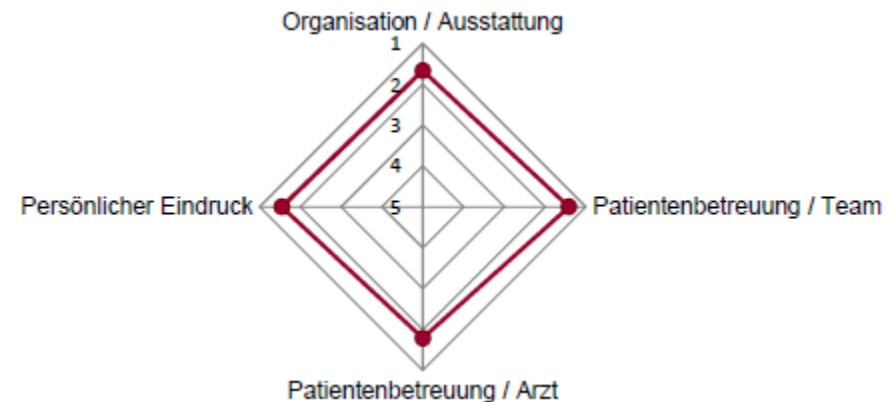 Organisation / Ausstattung
1
2
3
4
Persönlicher Eindruck
5
Patientenbetreuung / Team
Patientenbetreuung / Arzt